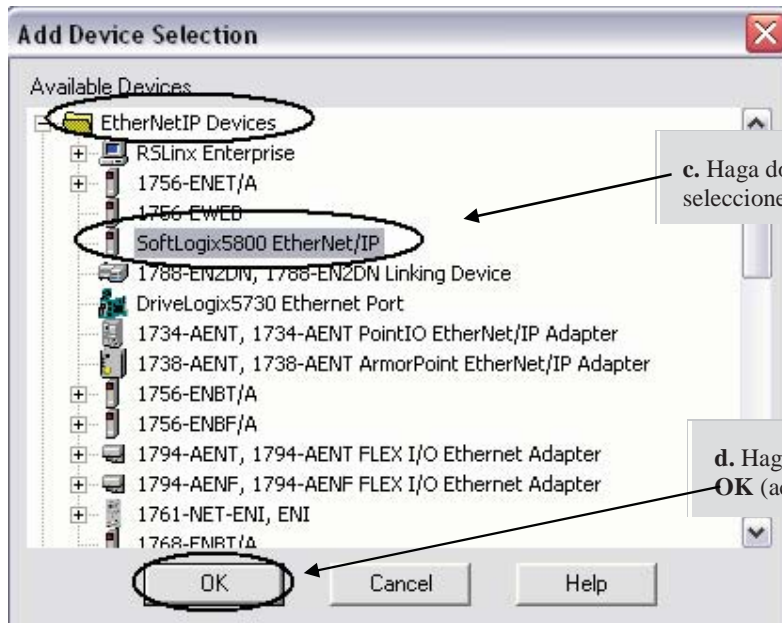 Add Device Selection
Available Devices
EtherNetIP Devices
RSLinx Enterprise
1756-ENET/A
1756-EWEB
SoftLogix5800 EtherNet/IP
1788-EN2DN, 1788-EN2DN Linking Device
DriveLogix5730 Ethernet Port
1734-AENT, 1734-AENT PointIO EtherNet/IP Adapter
1738-AENT, 1738-AENT ArmorPoint EtherNet/IP Adapter
1756-ENBT/A
1756-ENBF/A
1794-AENT, 1794-AENT FLEX I/O Ethernet Adapter
1794-AENF, 1794-AENF FLEX I/O Ethernet Adapter
1761-NET-ENI, ENI
1768-ENBT/A
OK Cancel Help
c. Haga do
seleccione
d. Hag
OK (a